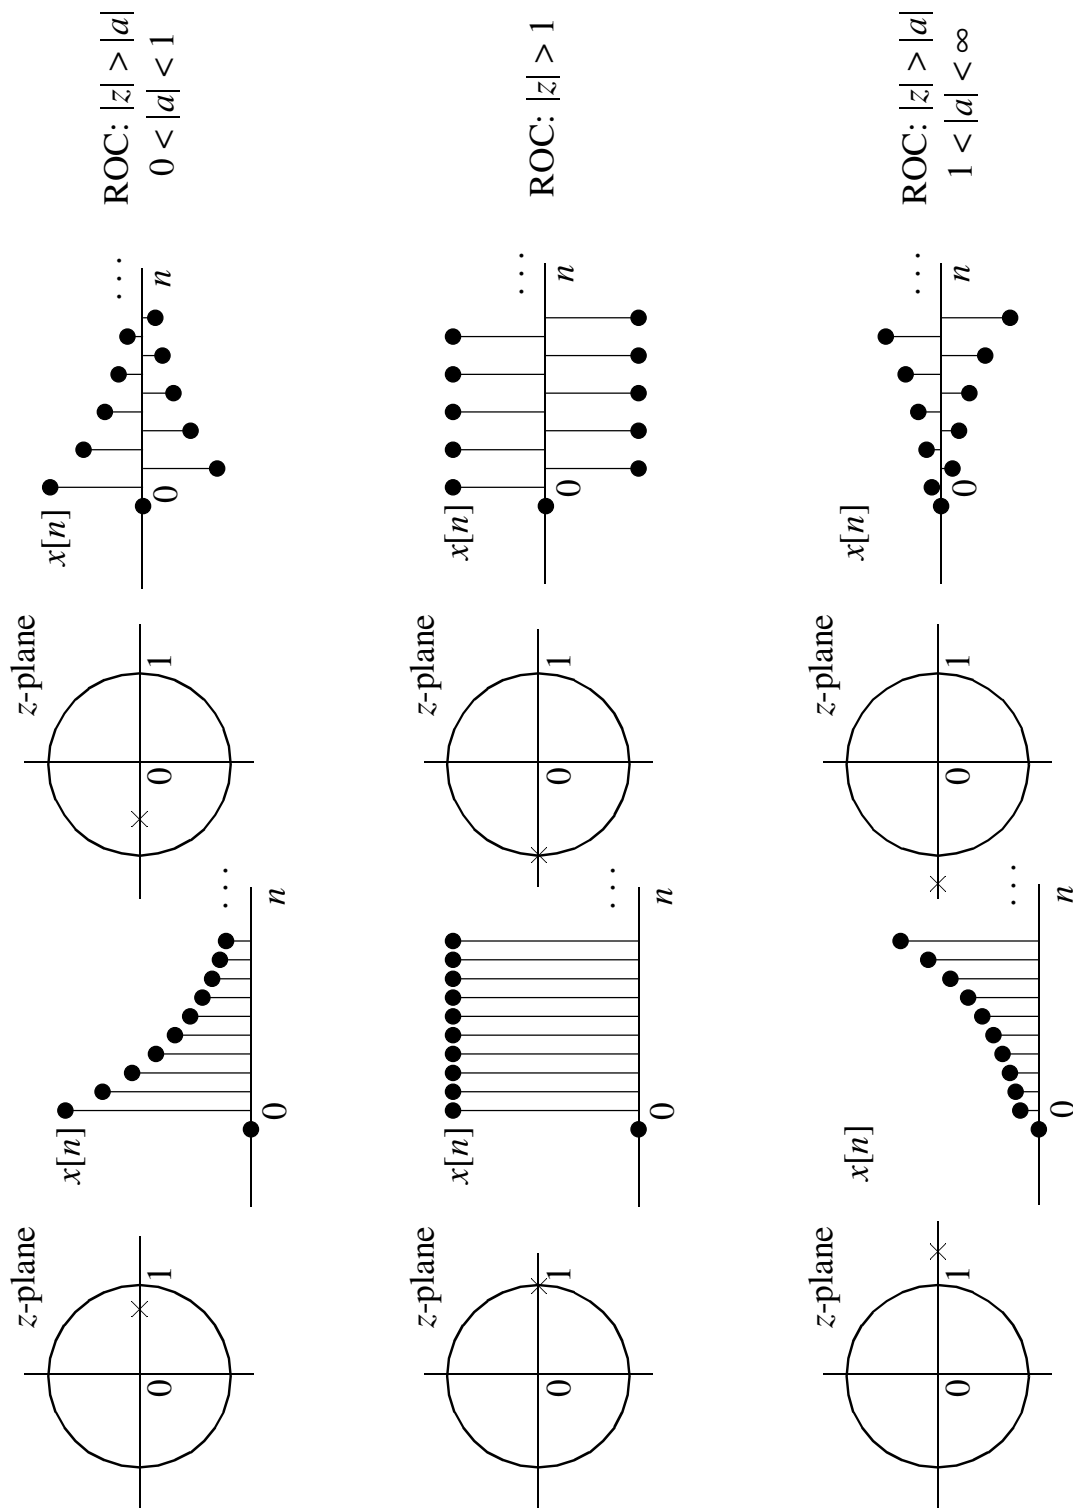 z-plane
0
1
x[n]
0
n
. . .
z-plane
0
1
x[n]
0
n
. . .
ROC: |z| > |a|
0 < |a| < 1
z-plane
0
1
x[n]
0
n
. . .
z-plane
0
1
x[n]
0
n
. . .
ROC: |z| > 1
z-plane
0
1
x[n]
0
n
. . .
z-plane
0
1
x[n]
0
n
. . .
ROC: |z| > |a|
1 < |a| < ∞